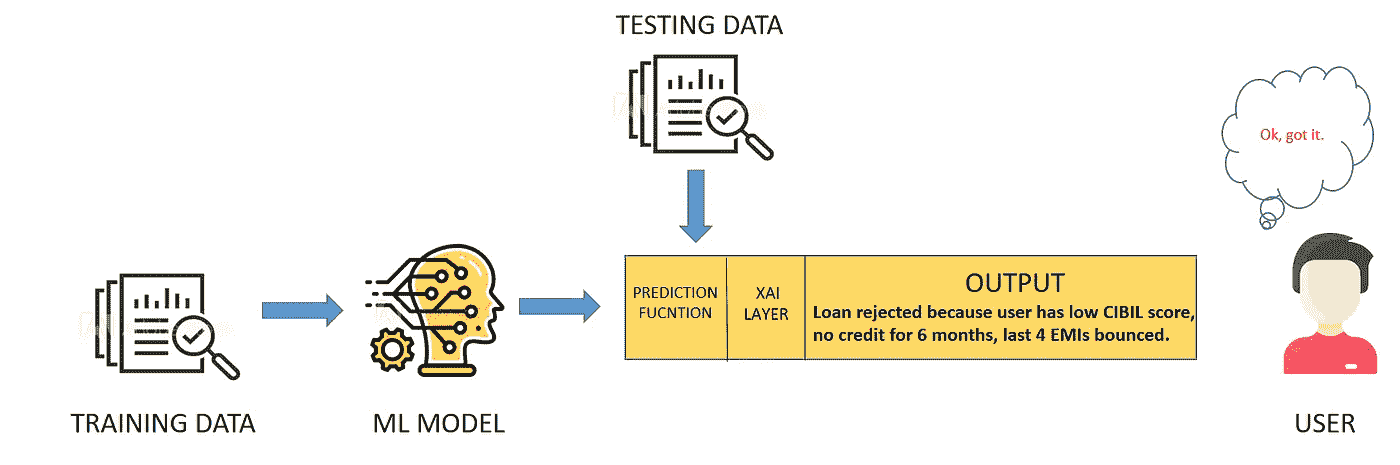 TESTING DATA
Ok, got it.
PREDICTION
FUCNTION
XAI
LAYER
OUTPUT
Loan rejected because user has low CIBIL score,
no credit for 6 months, last 4 EMIs bounced.
TRAINING DATA
ML MODEL
USER